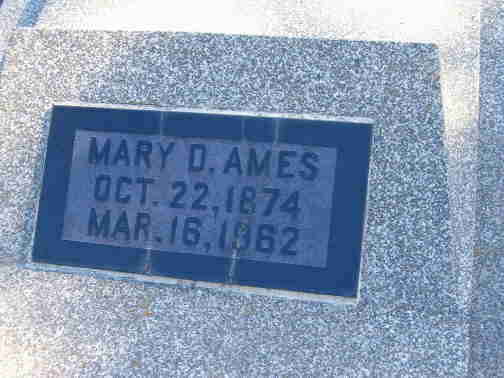 MARY D. AMES
OCT. 22, 1874
MAR. 16, 1962